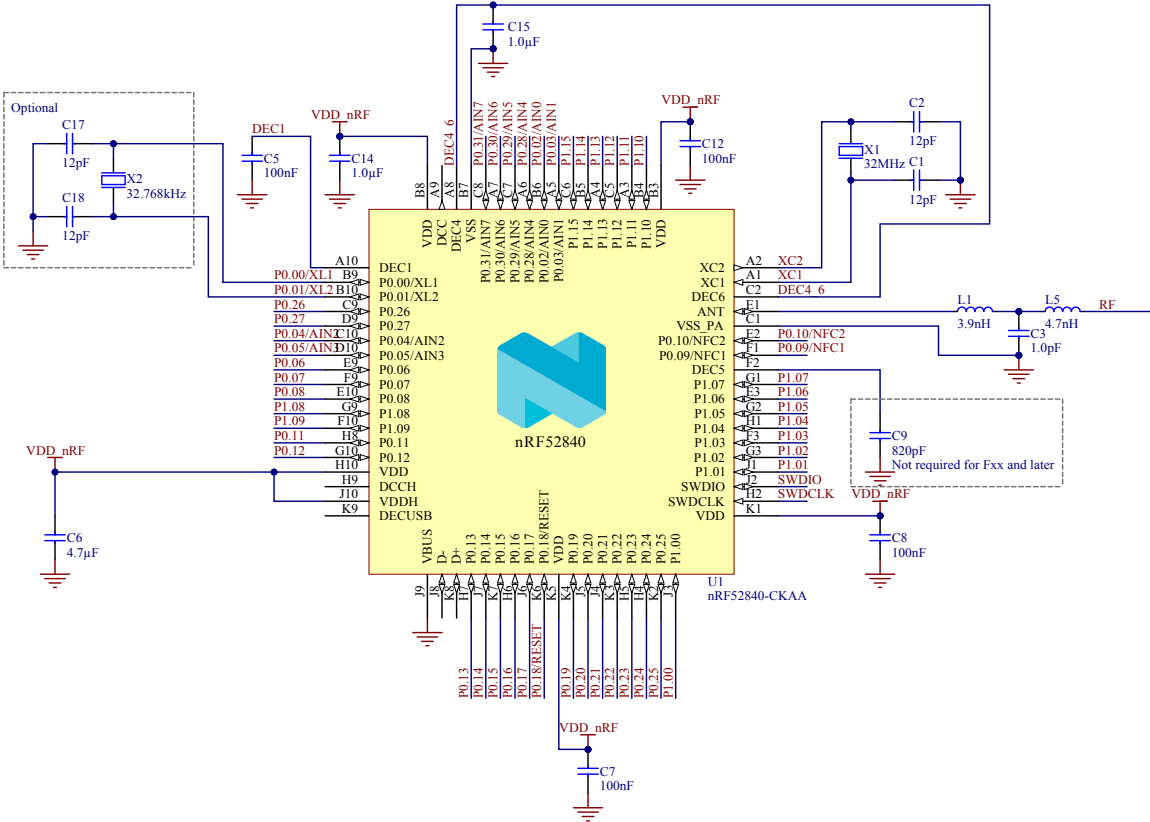 C15
1.0µF
Optional
C17
12pF
X2
32.768kHz
C18
12pF
DEC1
C5
100nF
VDD_nRF
C14
1.0µF
DEC4_6
P0.31/AIN7
P0.30/AIN6
P0.29/AIN5
P0.28/AIN4
P0.02/AIN0
P0.03/AIN1
P1.15
P1.14
P1.13
P1.12
P1.11
P1.10
VDD_nRF
C12
100nF
C2
12pF
X1
32MHz
C1
12pF
B8
A9
A8
B7
C8
A7
C7
A6
B6
A5
C6
B5
A4
C5
A3
B4
B3
VDD
DCC
DEC4
VSS
P0.31/AIN7
P0.30/AIN6
P0.29/AIN5
P0.28/AIN4
P0.02/AIN0
P0.03/AIN1
P1.15
P1.14
P1.13
P1.12
P1.11
P1.10
VDD
A10 DEC1
P0.00/XL1 B9 P0.00/XL1
P0.01/XL2 B10 P0.01/XL2
P0.26 C9 P0.26
P0.27 D9 P0.27
P0.04/AIN2 C10 P0.04/AIN2
P0.05/AIN3 D10 P0.05/AIN3
P0.06 E9 P0.06
P0.07 F9 P0.07
P0.08 E10 P0.08
P1.08 G9 P1.08
P1.09 F10 P1.09
P0.11 H8 P0.11
P0.12 G10 P0.12
H10 VDD
H9 DCCH
J10 VDDH
K9 DECUSB
VDD_nRF
C6
4.7µF
nRF52840
XC2 A2 XC2
XC1 A1 XC1
DEC6 C2 DEC4_6
ANT E1
VSS_PA C1
P0.10/NFC2 E2 P0.10/NFC2
P0.09/NFC1 F1 P0.09/NFC1
DEC5 F2
P1.07 G1 P1.07
P1.06 E3 P1.06
P1.05 G2 P1.05
P1.04 H1 P1.04
P1.03 F3 P1.03
P1.02 G3 P1.02
P1.01 J1 P1.01
SWDIO J2 SWDIO
SWDCLK H2 SWDCLK
VDD K1
L1
3.9nH
L5
4.7nH
RF
C3
1.0pF
C9
820pF
Not required for Fxx and later
VDD_nRF
C8
100nF
VBUS
D-
D+
P0.13
P0.14
P0.15
P0.16
P0.17
P0.18/RESET
VDD
P0.19
P0.20
P0.21
P0.22
P0.23
P0.24
P0.25
P1.00
U1
nRF52840-CKAA
J9
J8
K8
H7
J7
K7
H6
J6
K6
K5
K4
J5
J4
K3
H5
H4
K2
J3
P0.13
P0.14
P0.15
P0.16
P0.17
P0.18/RESET
P0.19
P0.20
P0.21
P0.22
P0.23
P0.24
P0.25
P1.00
VDD_nRF
C7
100nF